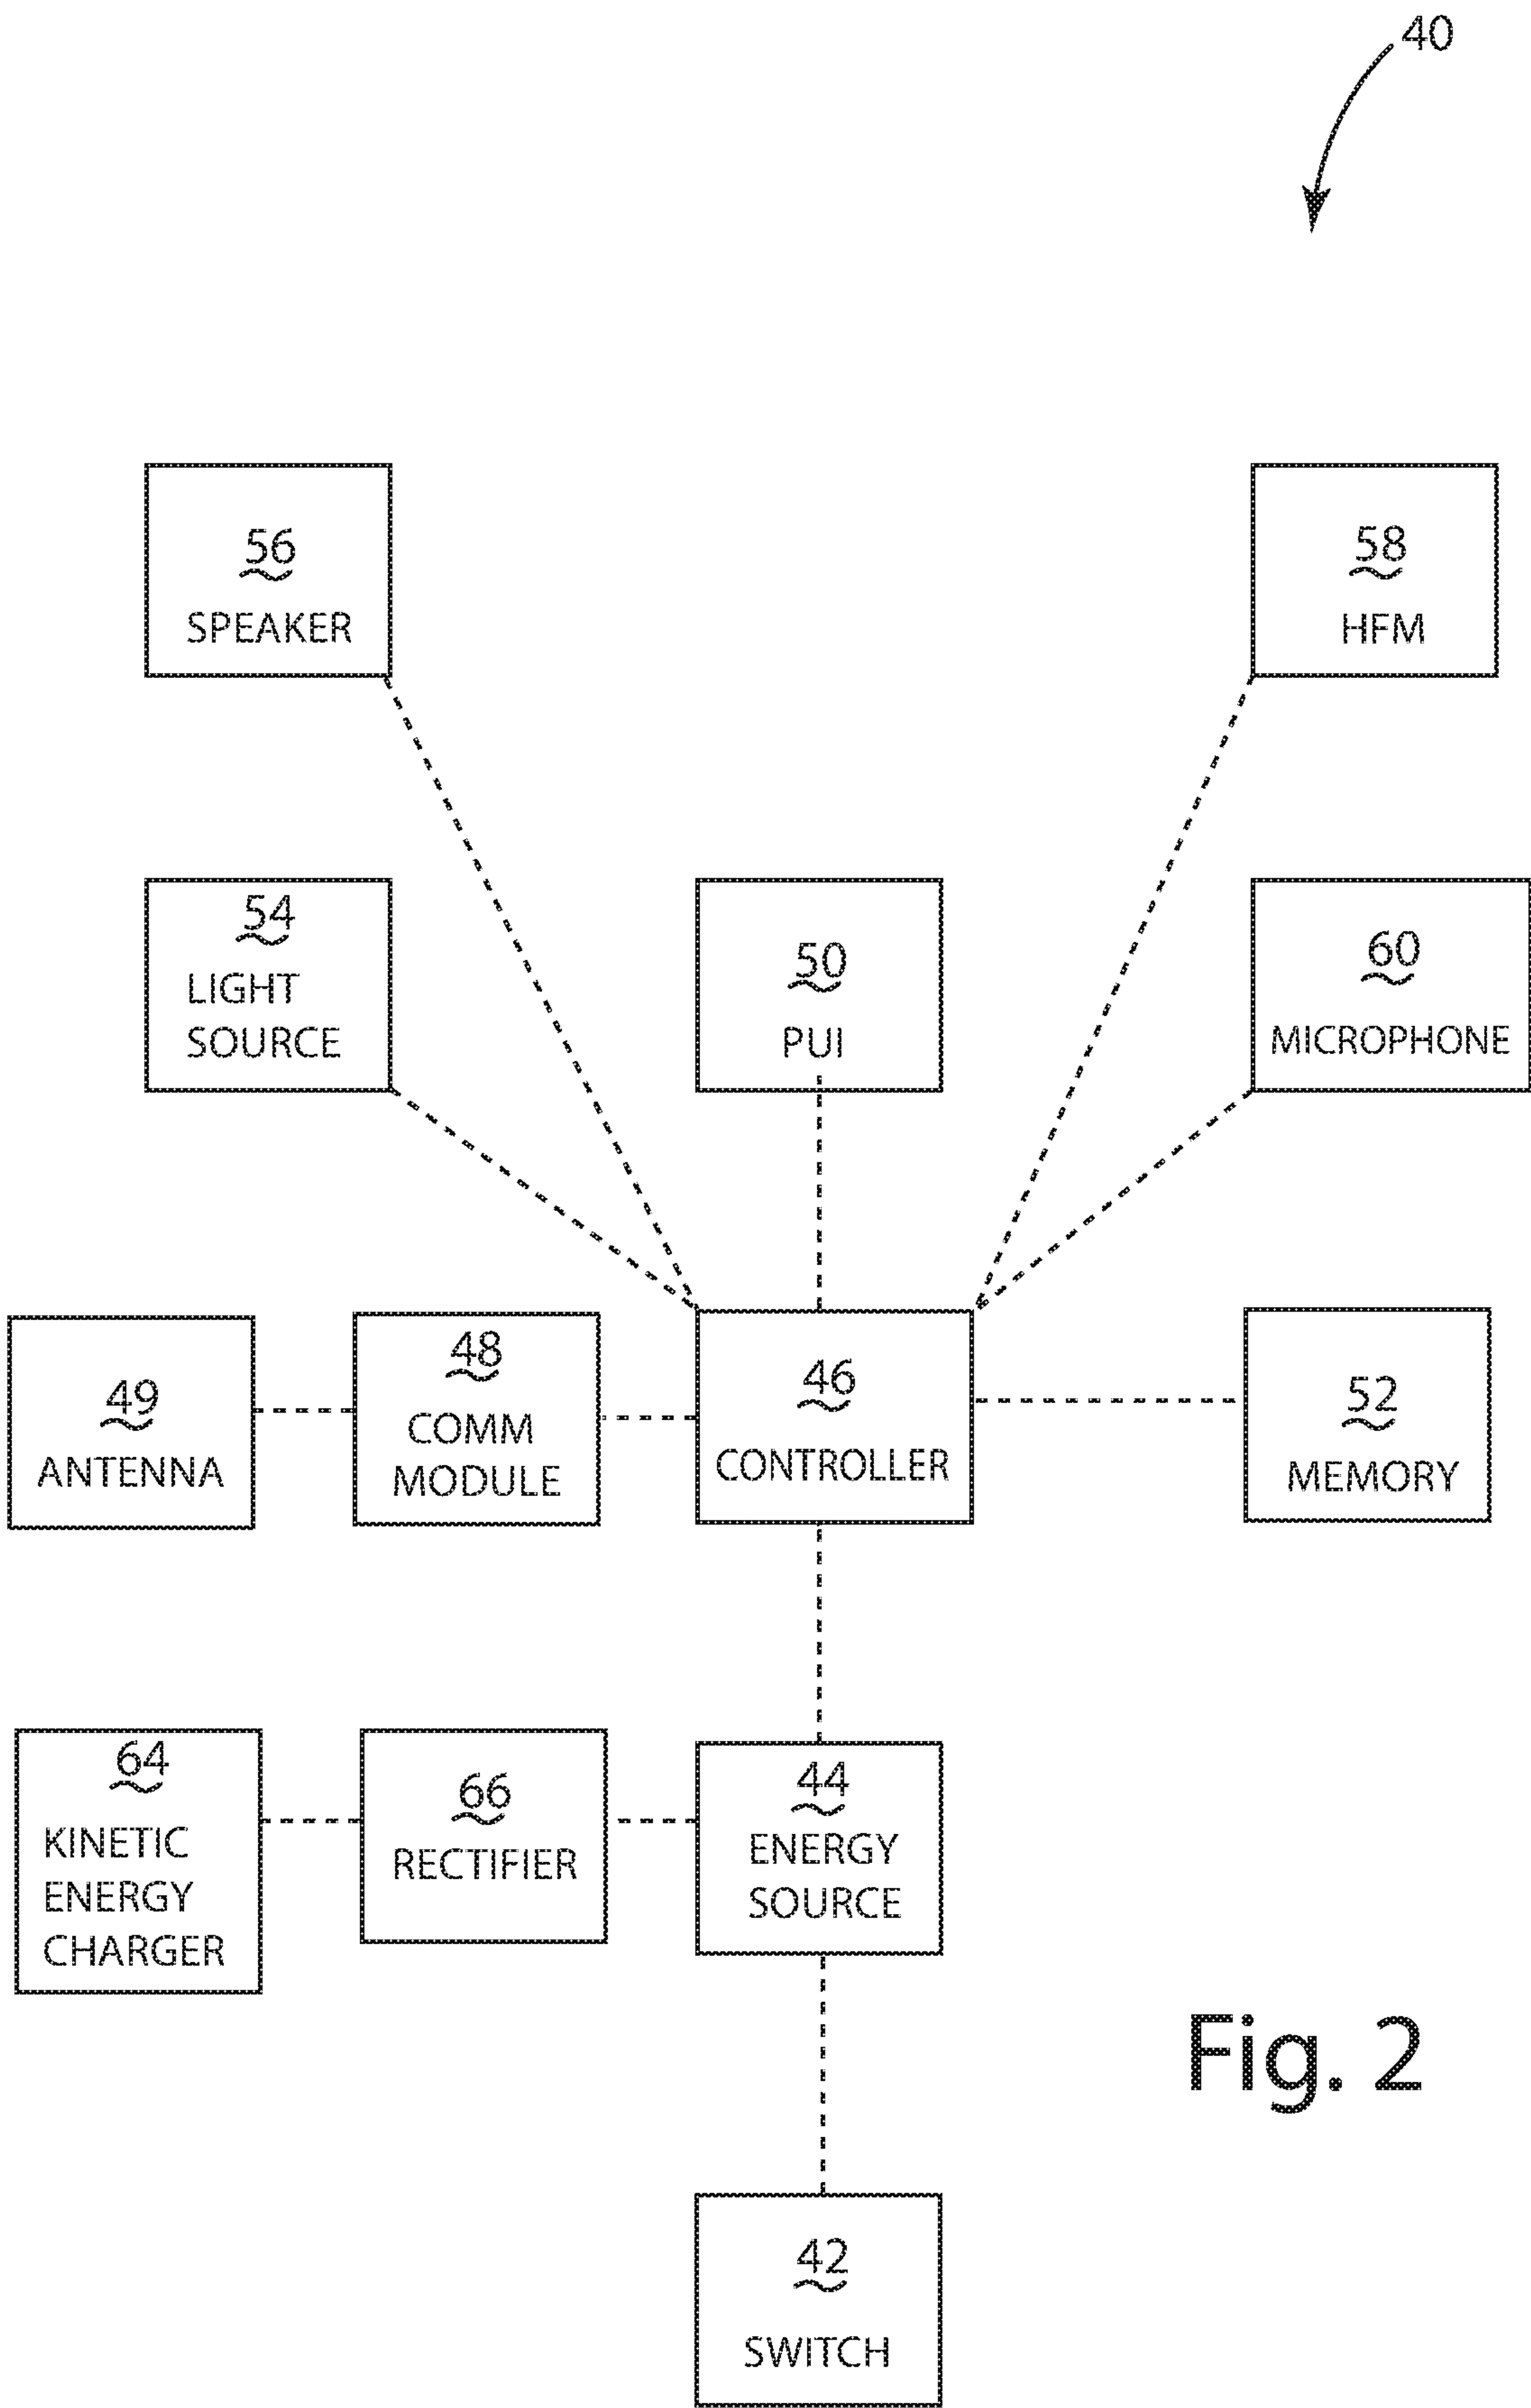 40
56
SPEAKER
58
HFM
54
LIGHT
SOURCE
50
PUI
60
MICROPHONE
49
ANTENNA
48
COMM
MODULE
46
CONTROLLER
52
MEMORY
64
KINETIC
ENERGY
CHARGER
66
RECTIFIER
44
ENERGY
SOURCE
Fig. 2
42
SWITCH